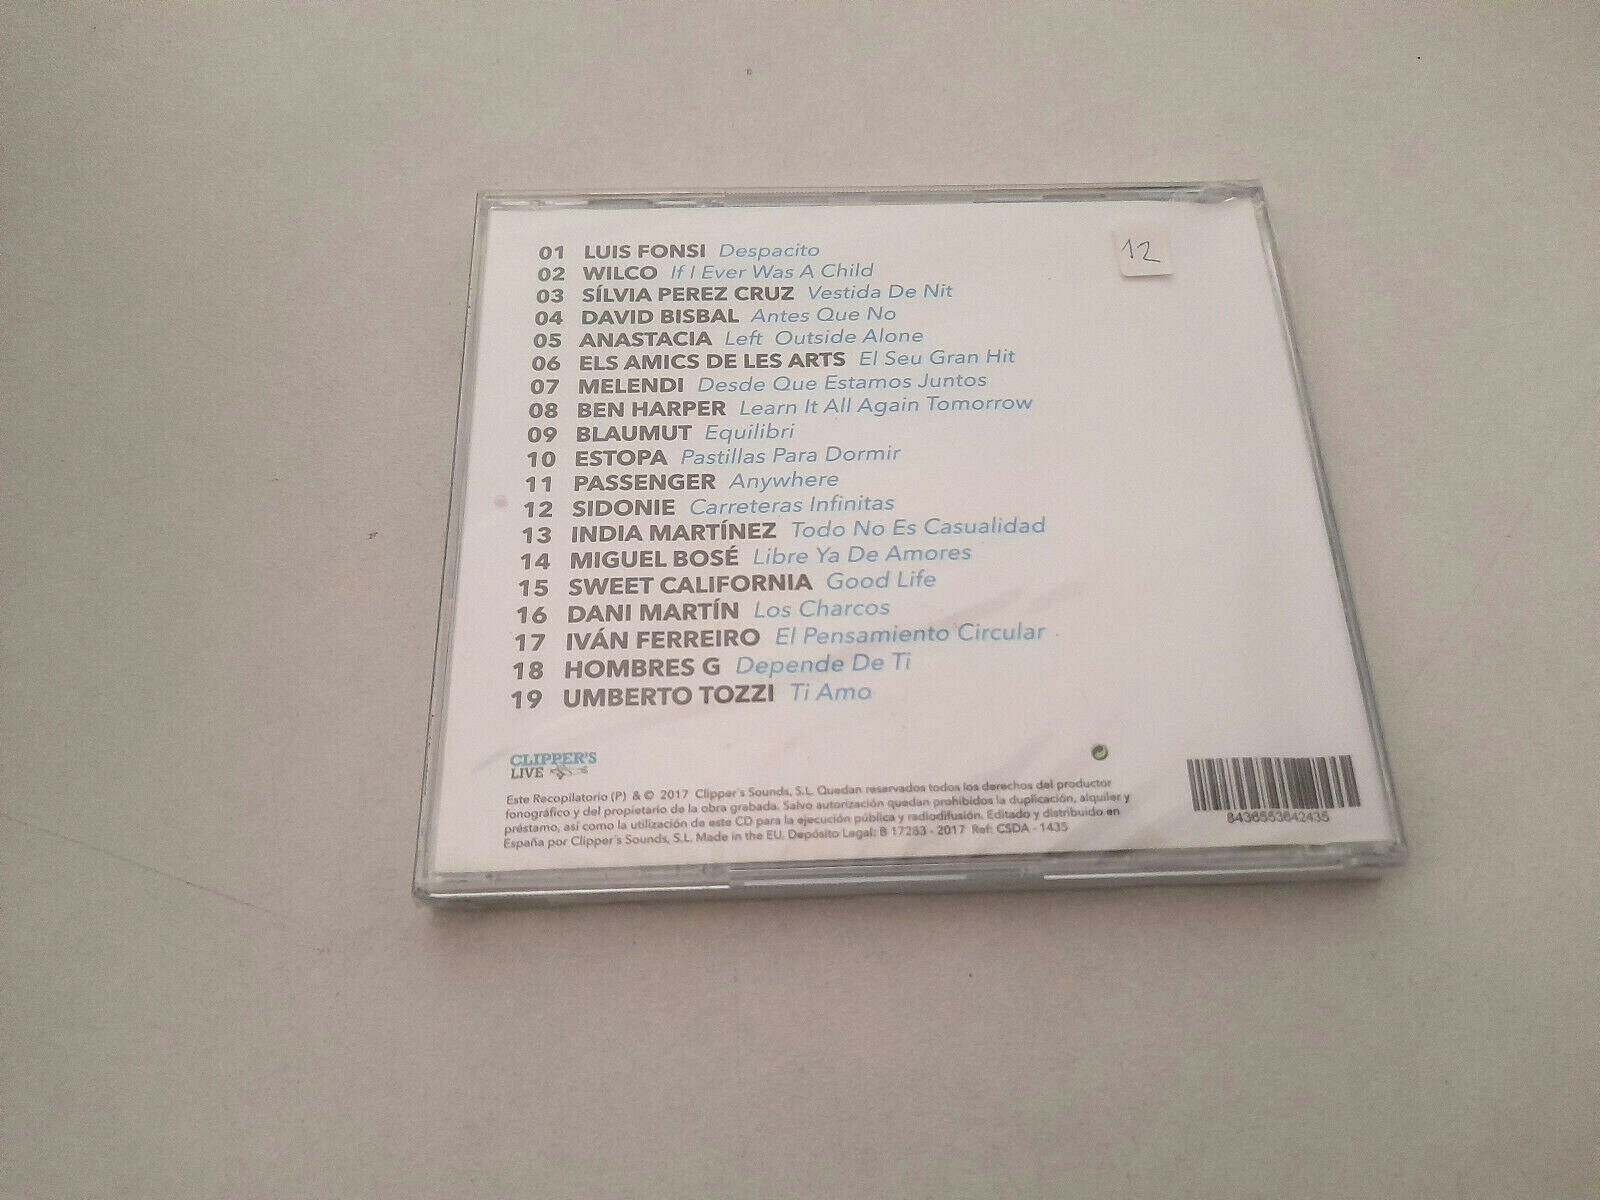 12
01 LUIS FONSI Despacito
02 WILCO If I Ever Was A Child
03 SÍLVIA PEREZ CRUZ Vestida De Nit
04 DAVID BISBAL Antes Que No
05 ANASTACIA Left Outside Alone
06 ELS AMICS DE LES ARTS El Seu Gran Hit
07 MELENDI Desde Que Estamos Juntos
08 BEN HARPER Learn It All Again Tomorrow
09 BLAUMUT Equilibri
10 ESTOPA Pastillas Para Dormir
11 PASSENGER Anywhere
12 SIDONIE Carreteras Infinitas
13 INDIA MARTÍNEZ Todo No Es Casualidad
14 MIGUEL BOSÉ Libre Ya De Amores
15 SWEET CALIFORNIA Good Life
16 DANI MARTÍN Los Charcos
17 IVÁN FERREIRO El Pensamiento Circular
18 HOMBRES G Depende De Ti
19 UMBERTO TOZZI Ti Amo
CLIPPER'S
LIVE
Este Recopilatorio (P) & © 2017 Clipper's Sounds, S.L. Quedan reservados todos los derechos del productor
fonográfico y del propietario de la obra grabada. Salvo autorización quedan prohibidos la duplicación, alquiler y
préstamo, así como la utilización de este CD para la ejecución pública y radiodifusión. Editado y distribuido en
España por Clipper's Sounds, S.L. Made in the EU. Depósito Legal: B 17283 - 2017 Ref: CSDA - 1435
8436553642435